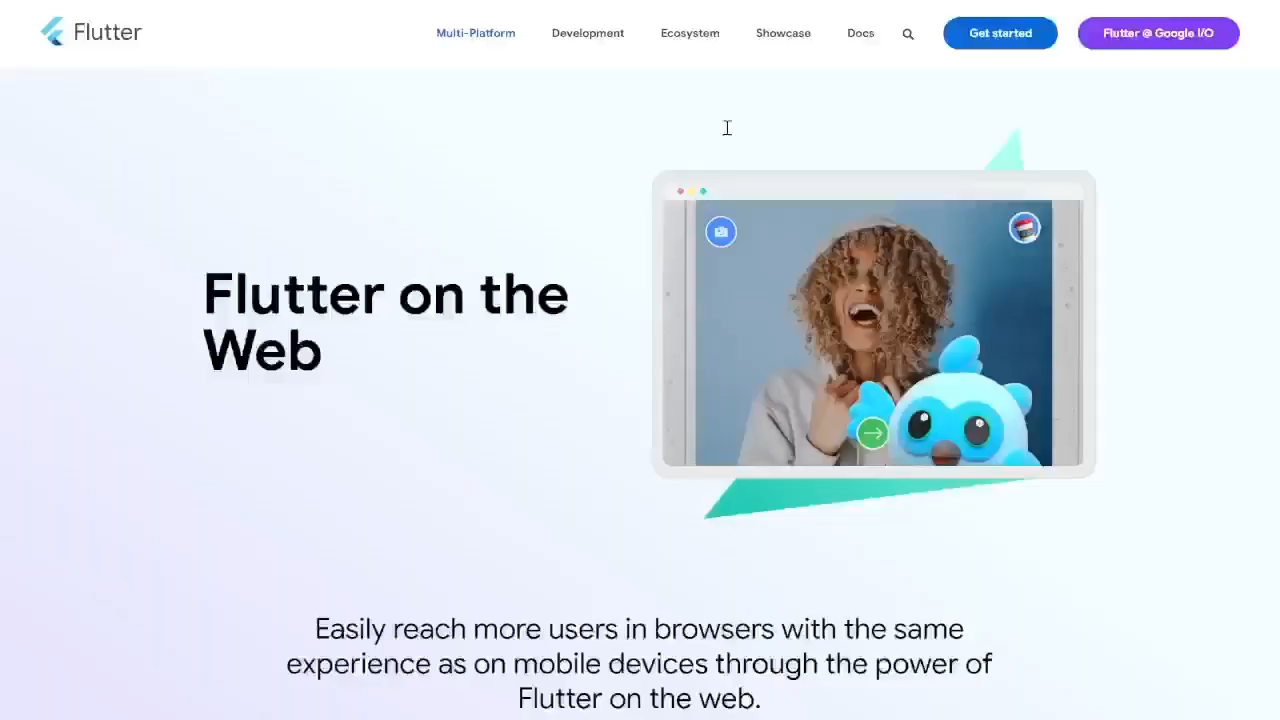 Flutter
Multi-Platform
Development
Ecosystem
Showcase
Docs
Get started
Flutter @ Google I/O
Flutter on the
Web
Easily reach more users in browsers with the same
experience as on mobile devices through the power of
Flutter on the web.